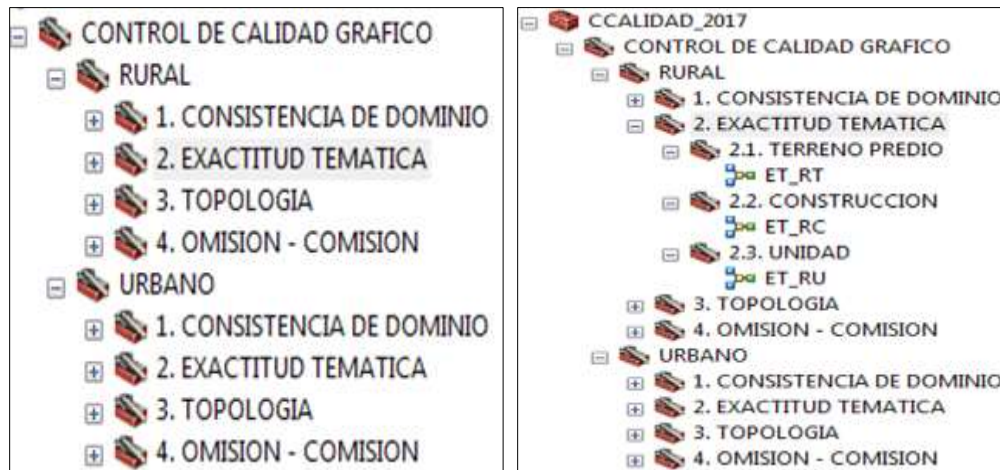 CONTROL DE CALIDAD GRAFICO
RURAL
1. CONSISTENCIA DE DOMINIO
2. EXACTITUD TEMATICA
3. TOPOLOGIA
4. OMISION - COMISION
URBANO
1. CONSISTENCIA DE DOMINIO
2. EXACTITUD TEMATICA
3. TOPOLOGIA
4. OMISION - COMISION
CCALIDAD_2017
CONTROL DE CALIDAD GRAFICO
RURAL
1. CONSISTENCIA DE DOMINIO
2. EXACTITUD TEMATICA
2.1. TERRENO PREDIO
ET_RT
2.2. CONSTRUCCION
ET_RC
2.3. UNIDAD
ET_RU
3. TOPOLOGIA
4. OMISION - COMISION
URBANO
1. CONSISTENCIA DE DOMINIO
2. EXACTITUD TEMATICA
3. TOPOLOGIA
4. OMISION - COMISION